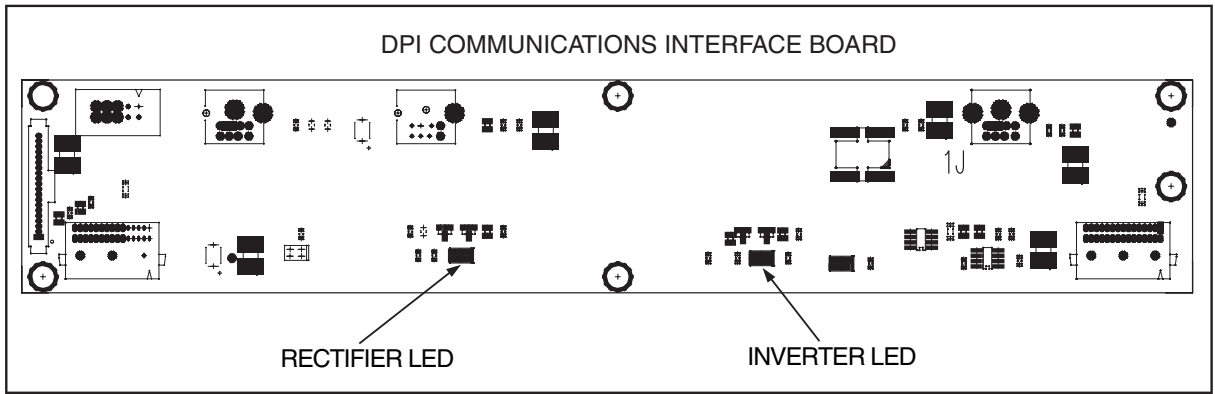 DPI COMMUNICATIONS INTERFACE BOARD
1J
RECTIFIER LED
INVERTER LED